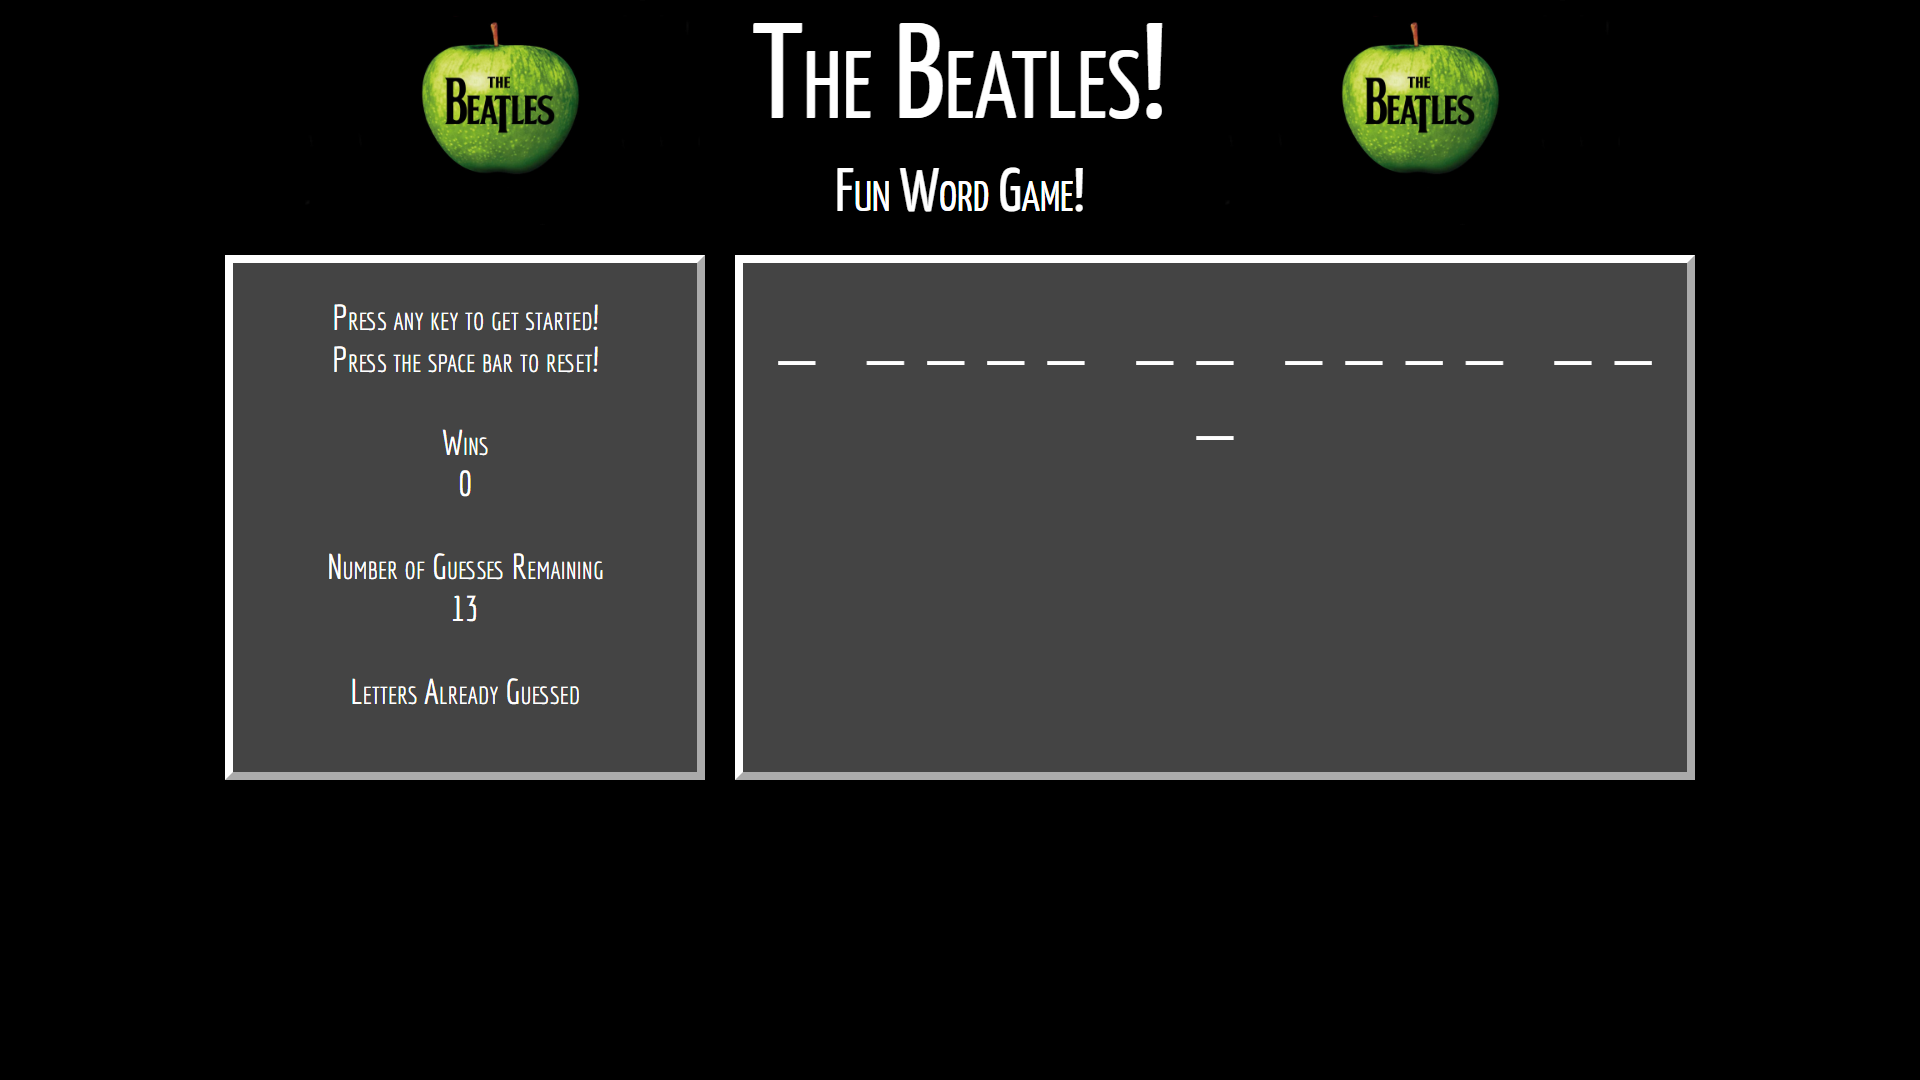 THE BEATLES
The Beatles!
THE BEATLES
Fun Word Game!
Press any key to get started!
Press the space bar to reset!
Wins
0
Number of Guesses Remaining
13
Letters Already Guessed
_ _ _ _ _ _ _ _ _ _ _ _ _
_